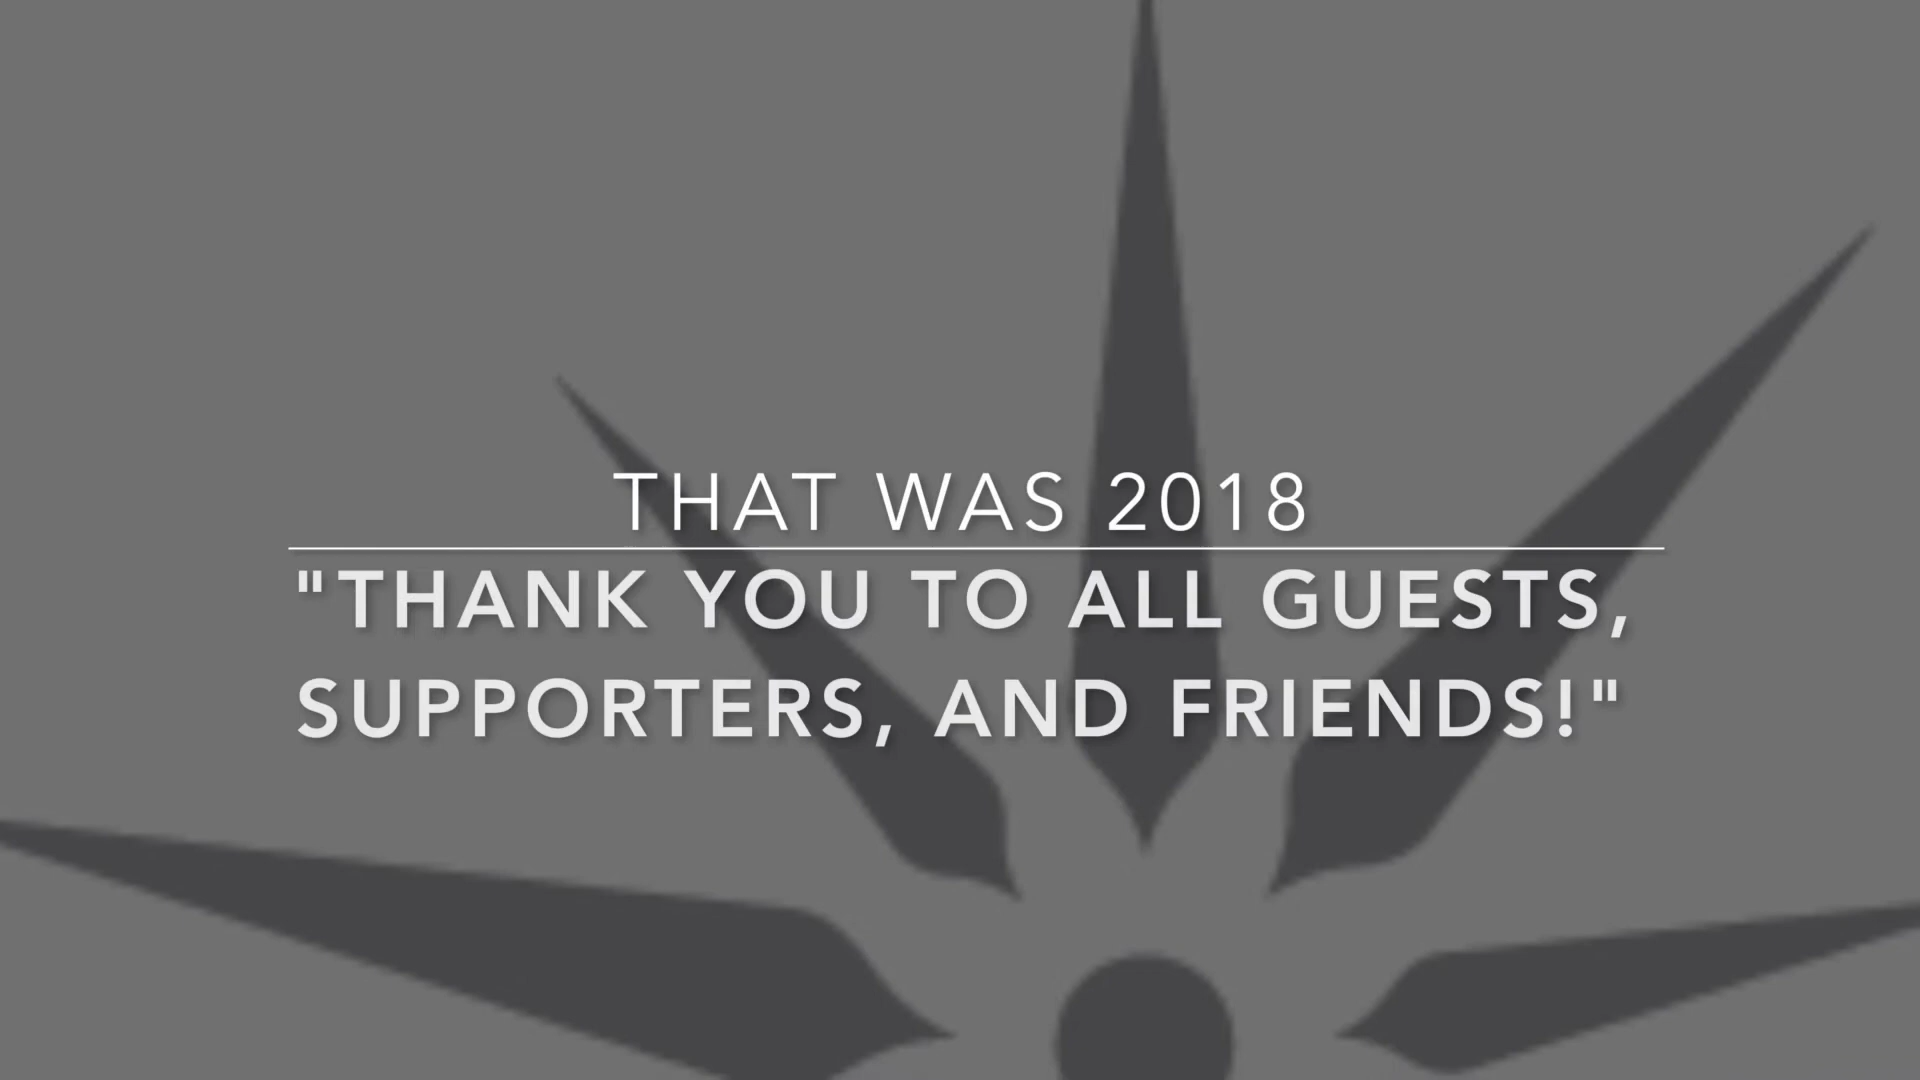 THAT WAS 2018
"THANK YOU TO ALL GUESTS,
SUPPORTERS, AND FRIENDS!"